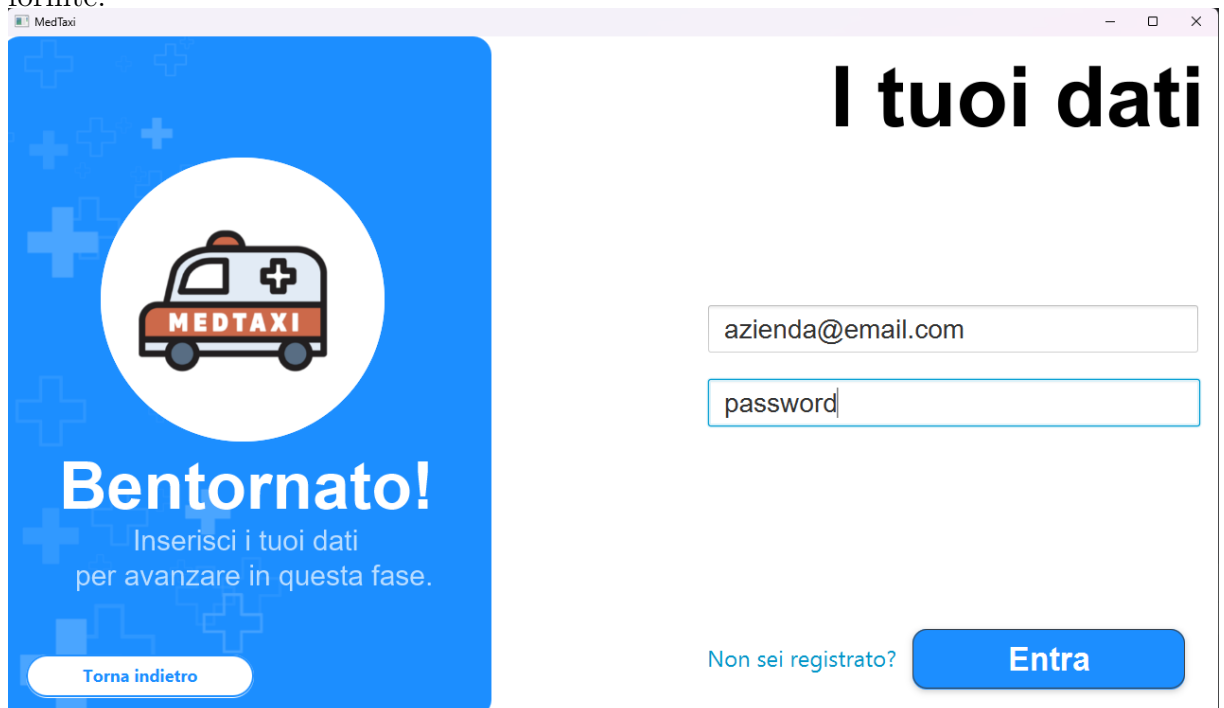 fornite.
MedTaxi
I tuoi dati
MEDTAXI
azienda@email.com
password
Bentornato!
Inserisci i tuoi dati
per avanzare in questa fase.
Torna indietro
Non sei registrato?
Entra